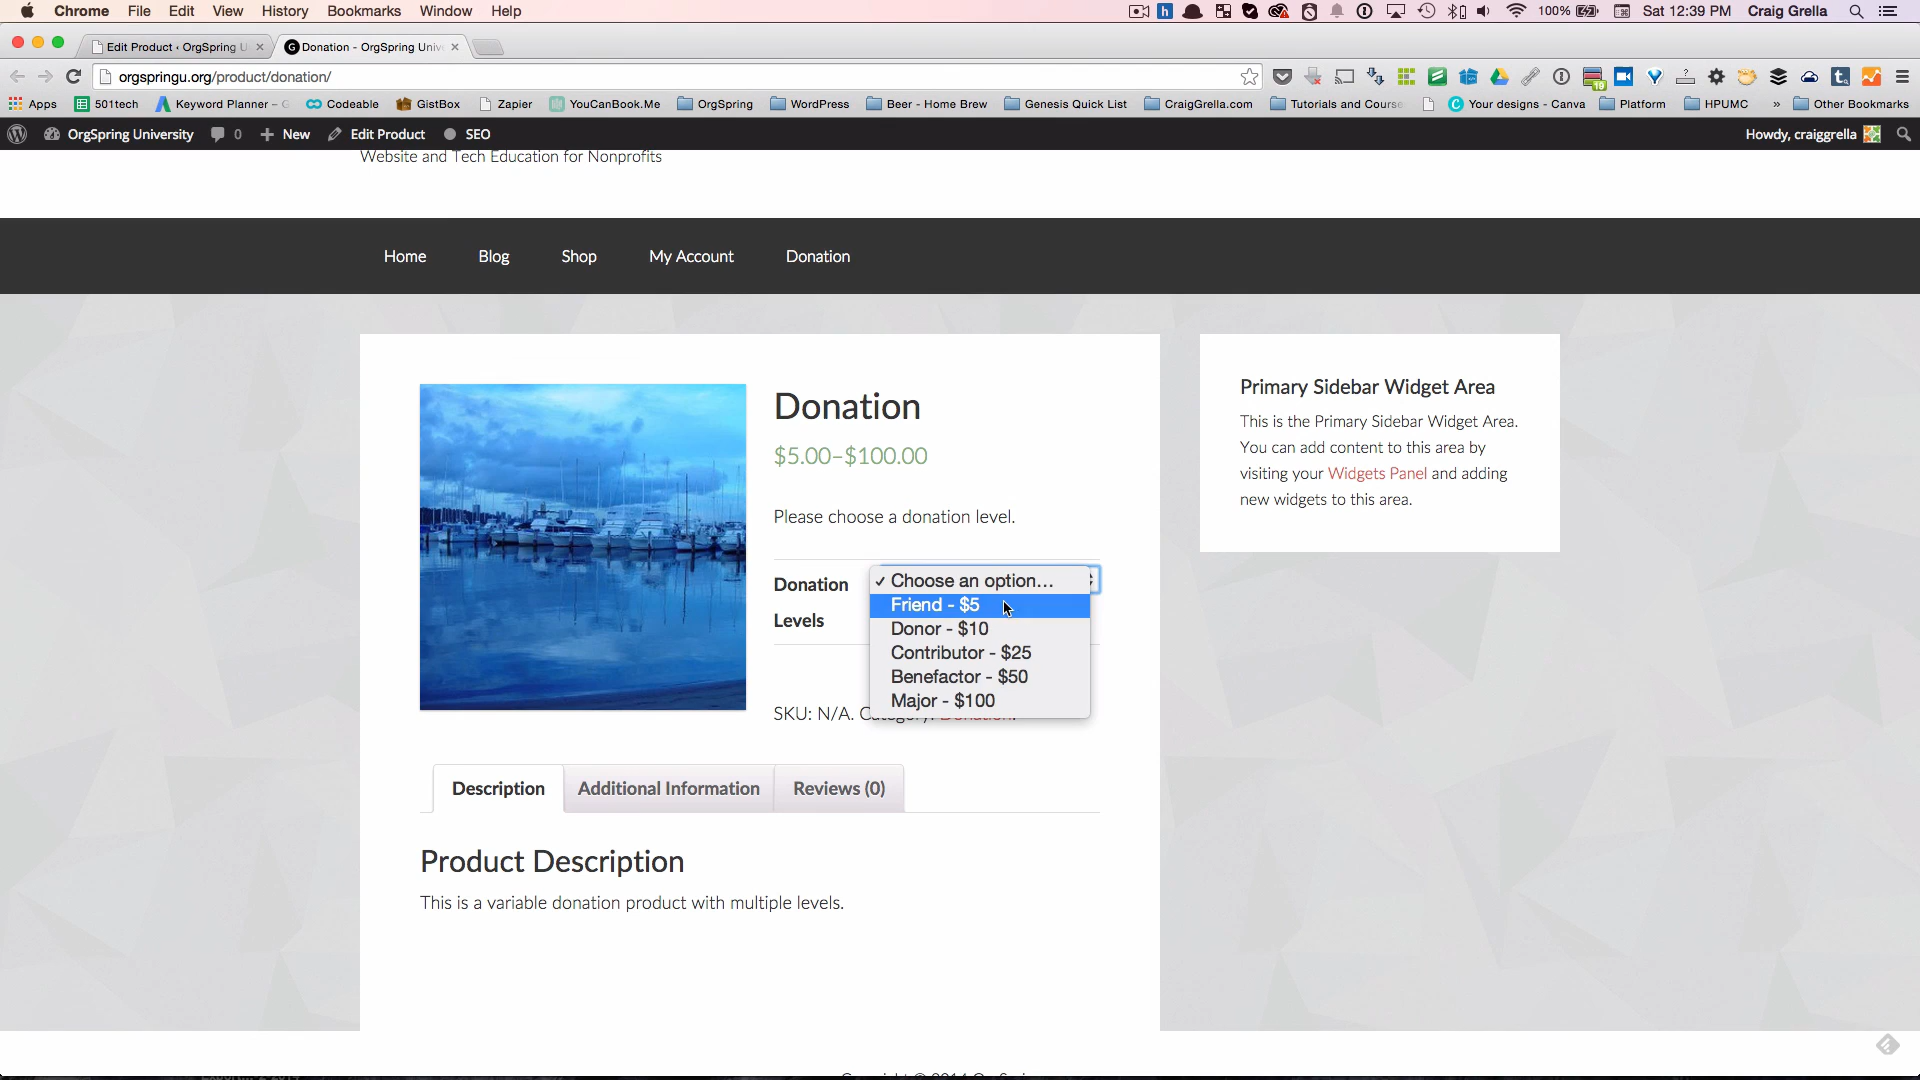 Chrome File Edit View History Bookmarks Window Help 100% Sat 12:39 PM Craig Grella
Edit Product ‹ OrgSpring U Donation - OrgSpring Univ
orgspringu.org/product/donation/
Apps 501tech Keyword Planner – G Codeable GistBox Zapier YouCanBook.Me OrgSpring WordPress Beer - Home Brew Genesis Quick List CraigGrella.com Tutorials and Course Your designs - Canva Platform HPUMC » Other Bookmarks
OrgSpring University 0 New Edit Product SEO Howdy, craiggrella
Website and Tech Education for Nonprofits
Home Blog Shop My Account Donation
Donation
$5.00–$100.00
Please choose a donation level.
Donation Levels
✓ Choose an option…
Friend - $5
Donor - $10
Contributor - $25
Benefactor - $50
Major - $100
SKU: N/A. Category: Donation.
Primary Sidebar Widget Area
This is the Primary Sidebar Widget Area.
You can add content to this area by
visiting your Widgets Panel and adding
new widgets to this area.
Description Additional Information Reviews (0)
Product Description
This is a variable donation product with multiple levels.